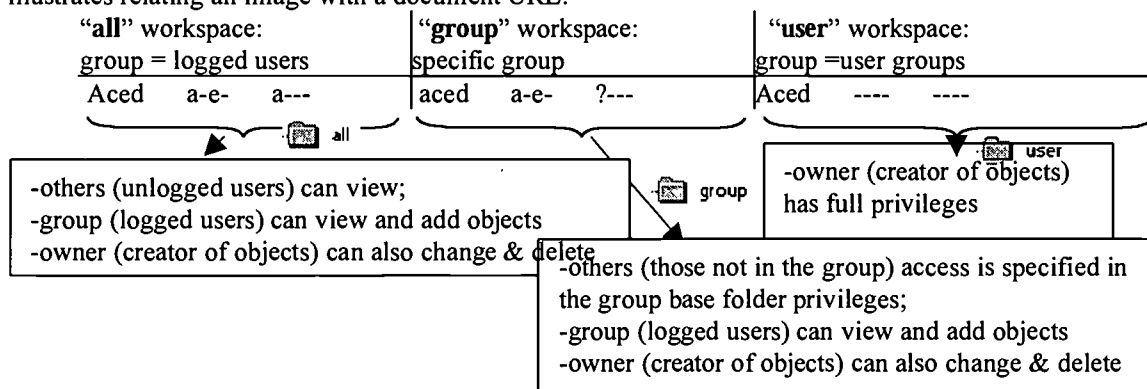 illustrates relating an image with a document URL.
“all” workspace:
group = logged users
Aced a-e- a---
“group” workspace:
specific group
aced a-e- ?---
“user” workspace:
group =user groups
Aced ---- ----
all
group
user
-others (unlogged users) can view;
-group (logged users) can view and add objects
-owner (creator of objects) can also change & delete
-owner (creator of objects)
has full privileges
-others (those not in the group) access is specified in
the group base folder privileges;
-group (logged users) can view and add objects
-owner (creator of objects) can also change & delete